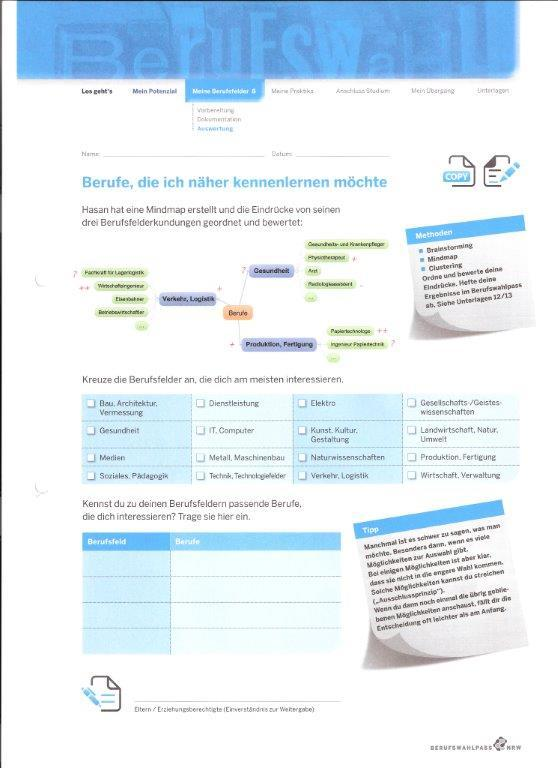 BERUFSWAHL
Los geht's Mein Potenzial Meine Berufsfelder 6 Meine Praktika Anschluss Studium Mein Übergang Unterlagen
Vorbereitung
Dokumentation
Auswertung
Name: Datum:
Berufe, die ich näher kennenlernen möchte
COPY
Hasan hat eine Mindmap erstellt und die Eindrücke von seinen
drei Berufsfelderkundungen geordnet und bewertet:
Methoden
Brainstorming
Mindmap
Clustering
Ordne und bewerte deine
Eindrücke. Hefte deine
Ergebnisse im Berufswahlpass
ab. Siehe Unterlagen 12/13
Gesundheits- und Krankenpfleger
Physiotherapeut +
Arzt
Radiologieassistent
...
? Gesundheit
? Fachkraft für Lagerlogistik
++ Wirtschaftsingenieur
Eisenbahner
Betriebswirtschaftler
...
Verkehr, Logistik +
Berufe
+ Produktion, Fertigung
Papiertechnologe ++
Ingenieur Papiertechnik ?
...
Kreuze die Berufsfelder an, die dich am meisten interessieren.
Bau, Architektur,
Vermessung
Dienstleistung
Elektro
Gesellschafts-/Geistes-
wissenschaften
Gesundheit
IT, Computer
Kunst, Kultur,
Gestaltung
Landwirtschaft, Natur,
Umwelt
Medien
Metall, Maschinenbau
Naturwissenschaften
Produktion, Fertigung
Soziales, Pädagogik
Technik, Technologiefelder
Verkehr, Logistik
Wirtschaft, Verwaltung
Kennst du zu deinen Berufsfeldern passende Berufe,
die dich interessieren? Trage sie hier ein.
Berufsfeld Berufe
Tipp
Manchmal ist es schwer zu sagen, was man
möchte. Besonders dann, wenn es viele
Möglichkeiten zur Auswahl gibt.
Bei einigen Möglichkeiten ist aber klar,
dass sie nicht in die engere Wahl kommen.
Solche Möglichkeiten kannst du streichen
(„Ausschlussprinzip“).
Wenn du dann noch einmal die übrig geblie-
benen Möglichkeiten anschaust, fällt dir die
Entscheidung oft leichter als am Anfang.
Eltern / Erziehungsberechtigte (Einverständnis zur Weitergabe)
BERUFSWAHLPASS NRW